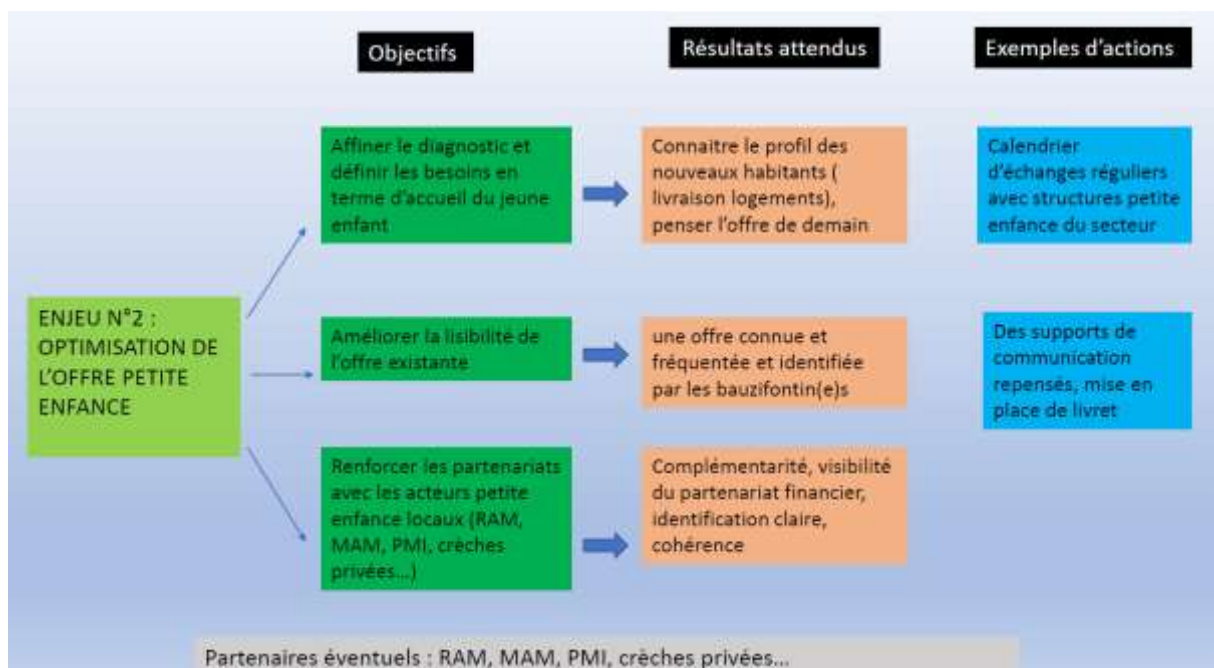 Objectifs
Résultats attendus
Exemples d'actions
Affiner le diagnostic et
définir les besoins en
terme d'accueil du jeune
enfant
Connaitre le profil des
nouveaux habitants (
livraison logements),
penser l'offre de demain
Calendrier
d'échanges réguliers
avec structures petite
enfance du secteur
ENJEU N°2 :
OPTIMISATION DE
L'OFFRE PETITE
ENFANCE
Améliorer la lisibilité de
l'offre existante
une offre connue et
fréquentée et identifiée
par les bauzifontin(e)s
Des supports de
communication
repensés, mise en
place de livret
Renforcer les partenariats
avec les acteurs petite
enfance locaux (RAM,
MAM, PMI, crèches
privées...)
Complémentarité, visibilité
du partenariat financier,
identification claire,
cohérence
Partenaires éventuels : RAM, MAM, PMI, crèches privées...